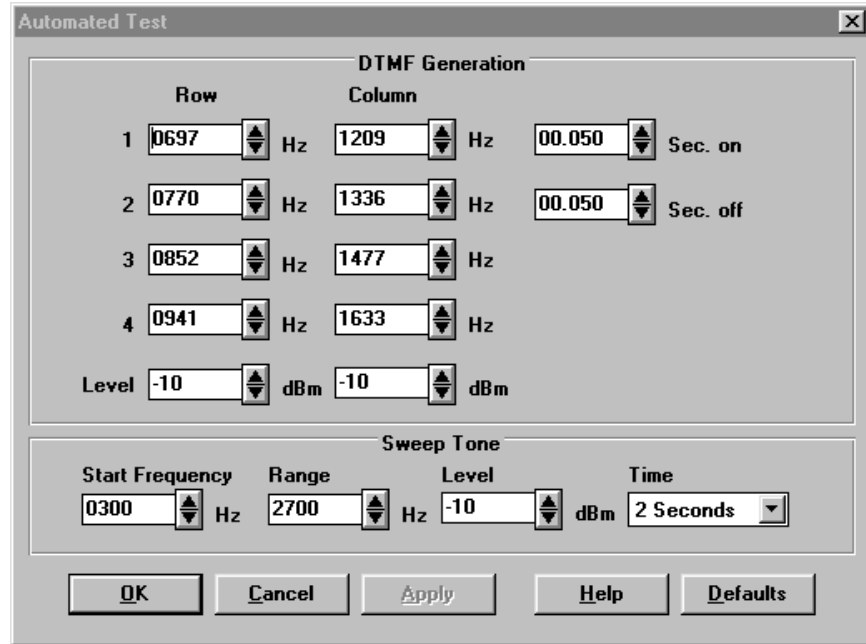 Automated Test
DTMF Generation
Row Column
1 0697 Hz 1209 Hz 00.050 Sec. on
2 0770 Hz 1336 Hz 00.050 Sec. off
3 0852 Hz 1477 Hz
4 0941 Hz 1633 Hz
Level -10 dBm -10 dBm
Sweep Tone
Start Frequency Range Level Time
0300 Hz 2700 Hz -10 dBm 2 Seconds
OK Cancel Apply Help Defaults